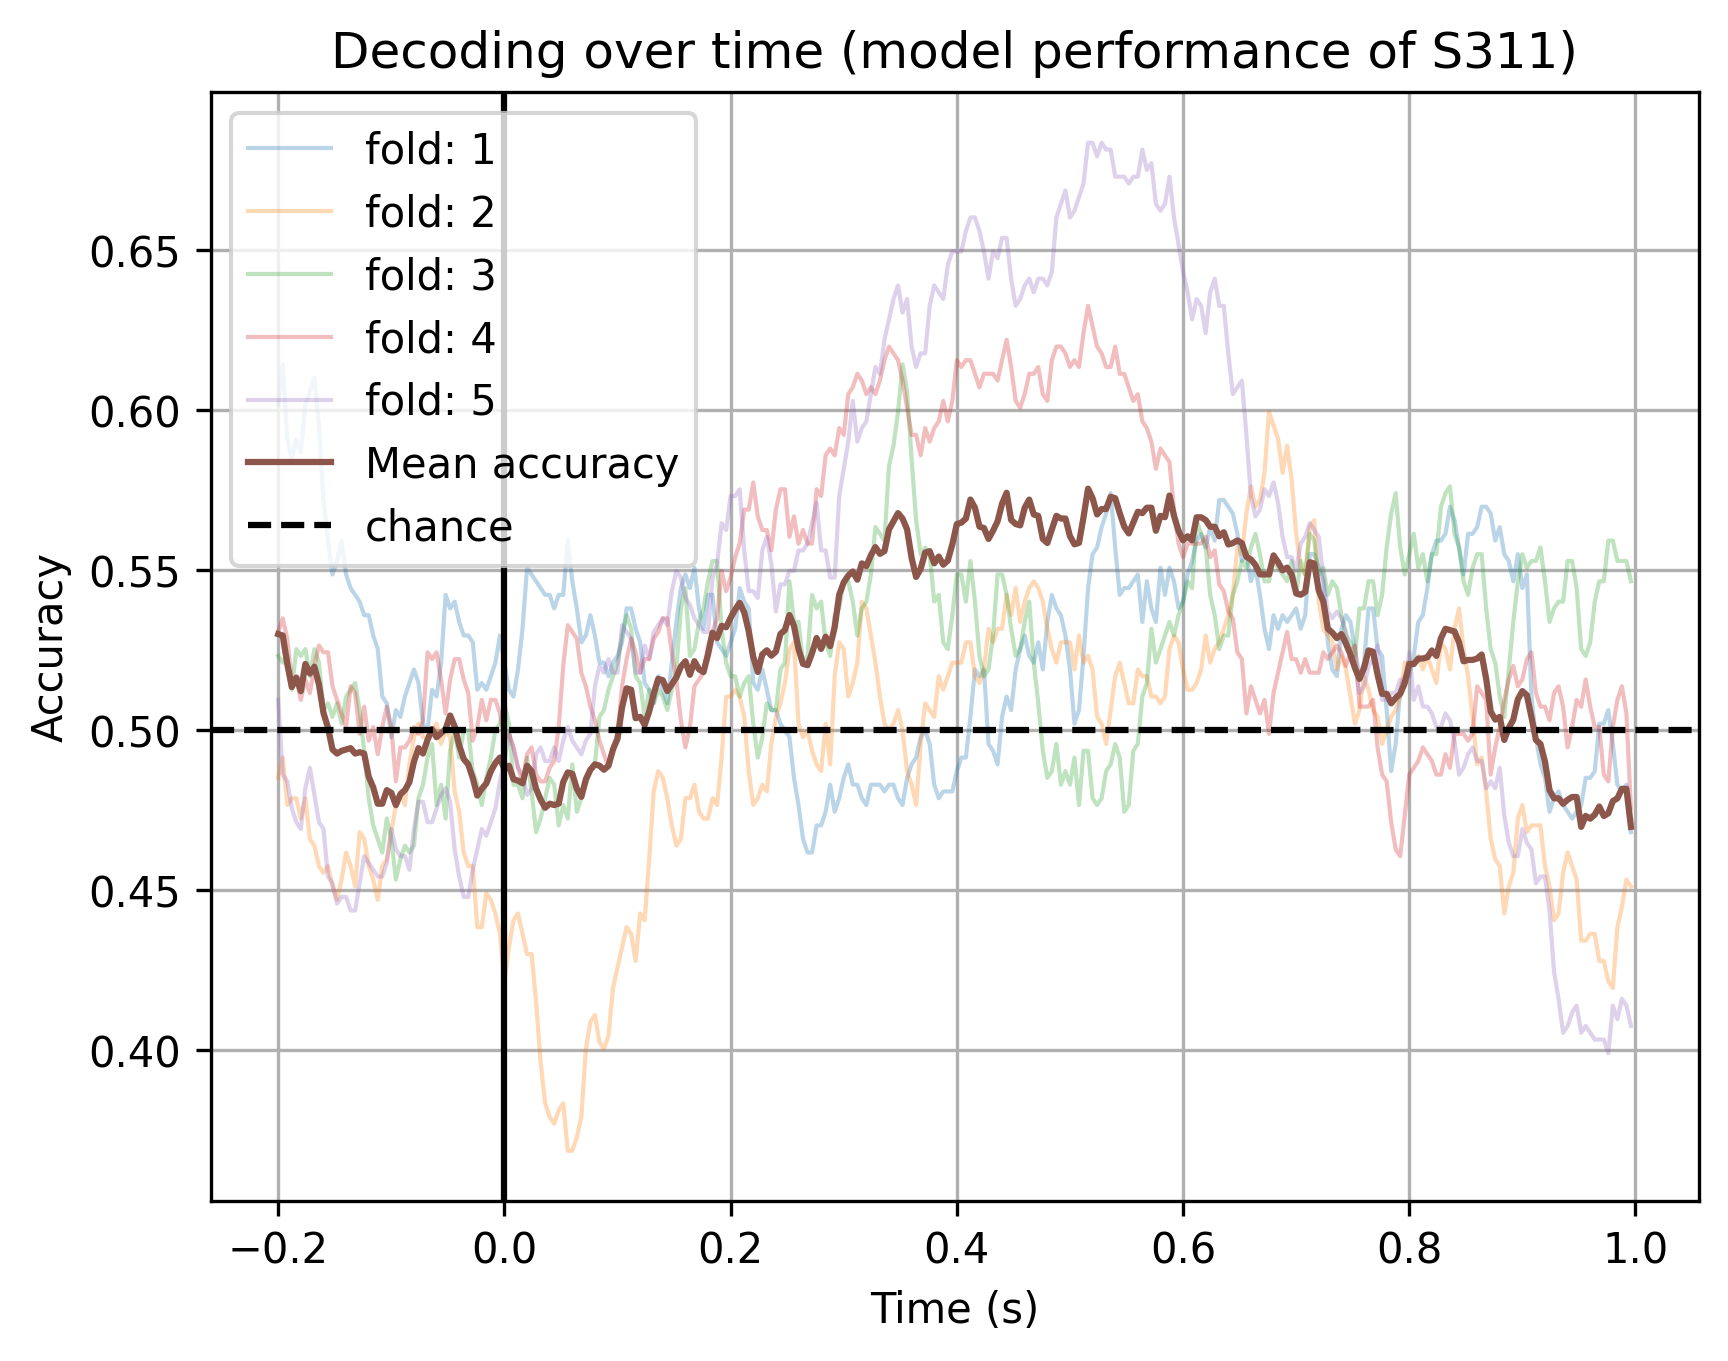 Decoding over time (model performance of S311)
fold: 1
fold: 2
fold: 3
fold: 4
fold: 5
Mean accuracy
chance
Accuracy
0.65
0.60
0.55
0.50
0.45
0.40
−0.2 0.0 0.2 0.4 0.6 0.8 1.0
Time (s)